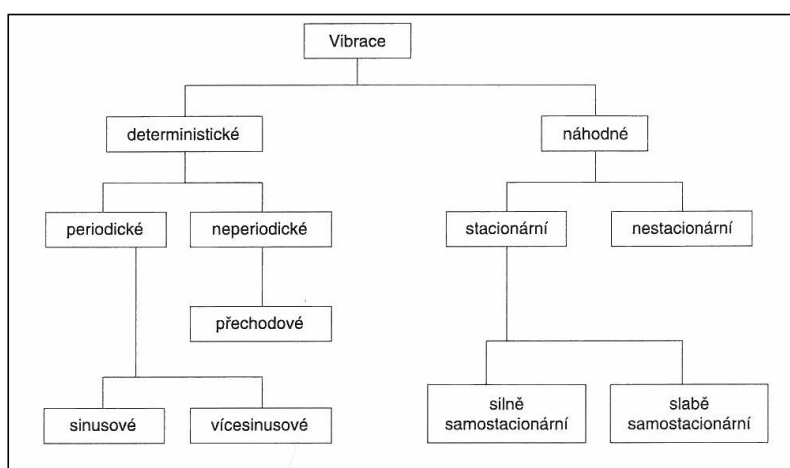 Vibrace
deterministické
náhodné
periodické
neperiodické
stacionární
nestacionární
přechodové
sinusové
vícesinusové
silně
samostacionární
slabě
samostacionární